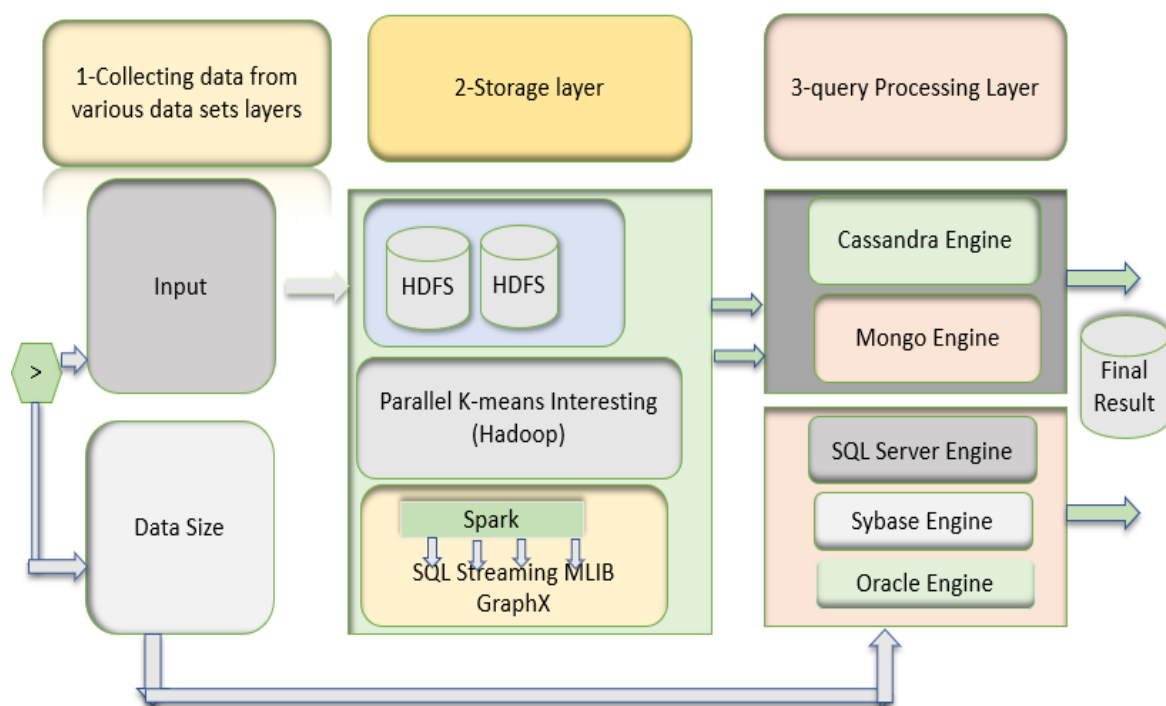 1-Collecting data from
various data sets layers
2-Storage layer
3-query Processing Layer
Input
>
Data Size
HDFS
HDFS
Parallel K-means Interesting
(Hadoop)
Spark
SQL Streaming MLIB
GraphX
Cassandra Engine
Mongo Engine
SQL Server Engine
Sybase Engine
Oracle Engine
Final
Result